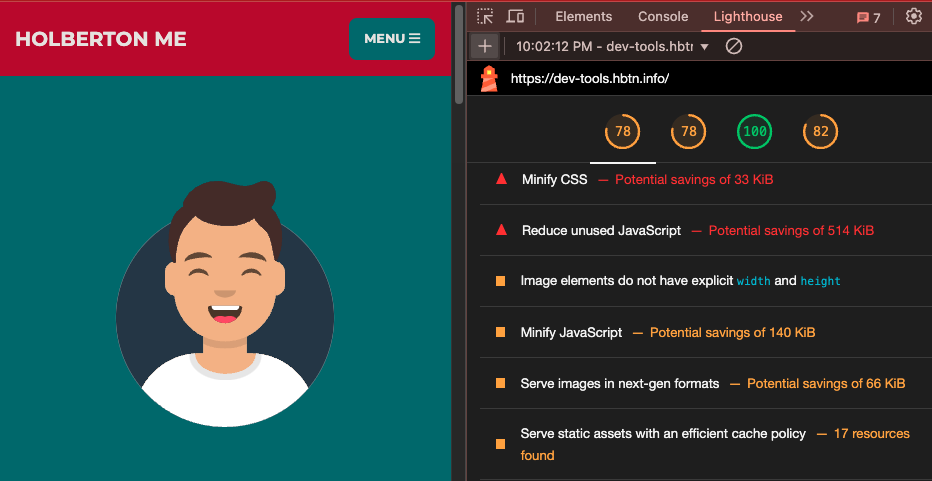 HOLBERTON ME
MENU
Elements Console Lighthouse 7
10:02:12 PM - dev-tools.hbtr
https://dev-tools.hbtn.info/
78 78 100 82
Minify CSS — Potential savings of 33 KiB
Reduce unused JavaScript — Potential savings of 514 KiB
Image elements do not have explicit width and height
Minify JavaScript — Potential savings of 140 KiB
Serve images in next-gen formats — Potential savings of 66 KiB
Serve static assets with an efficient cache policy — 17 resources
found